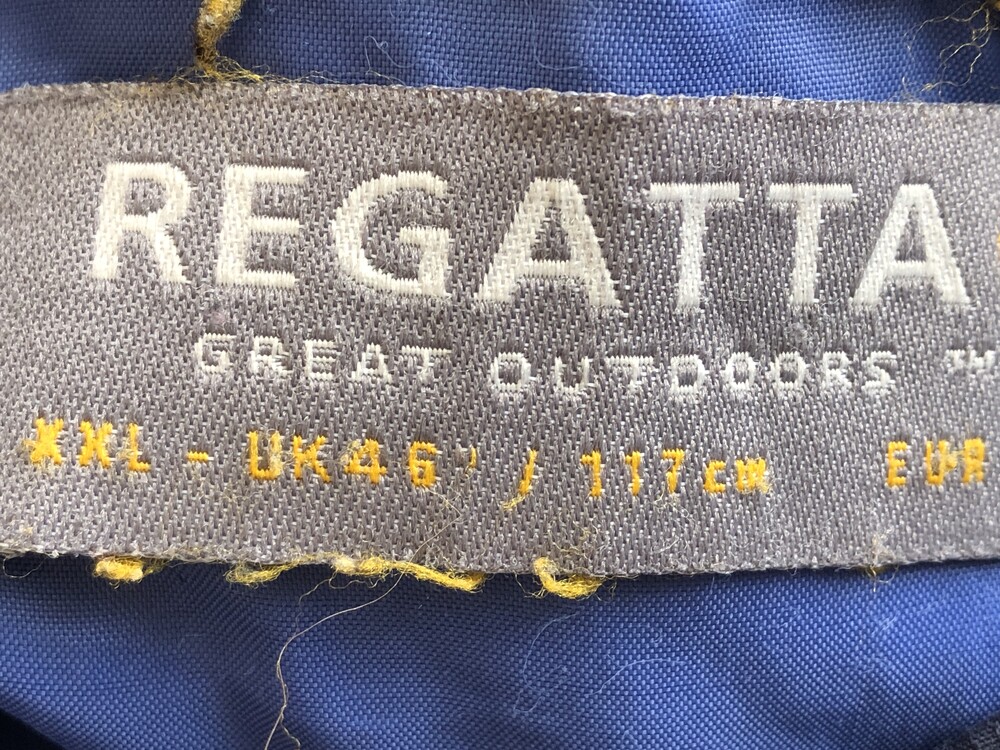 REGATTA
GREAT OUTDOORS ™
XXL - UK46' / 117cm EUR